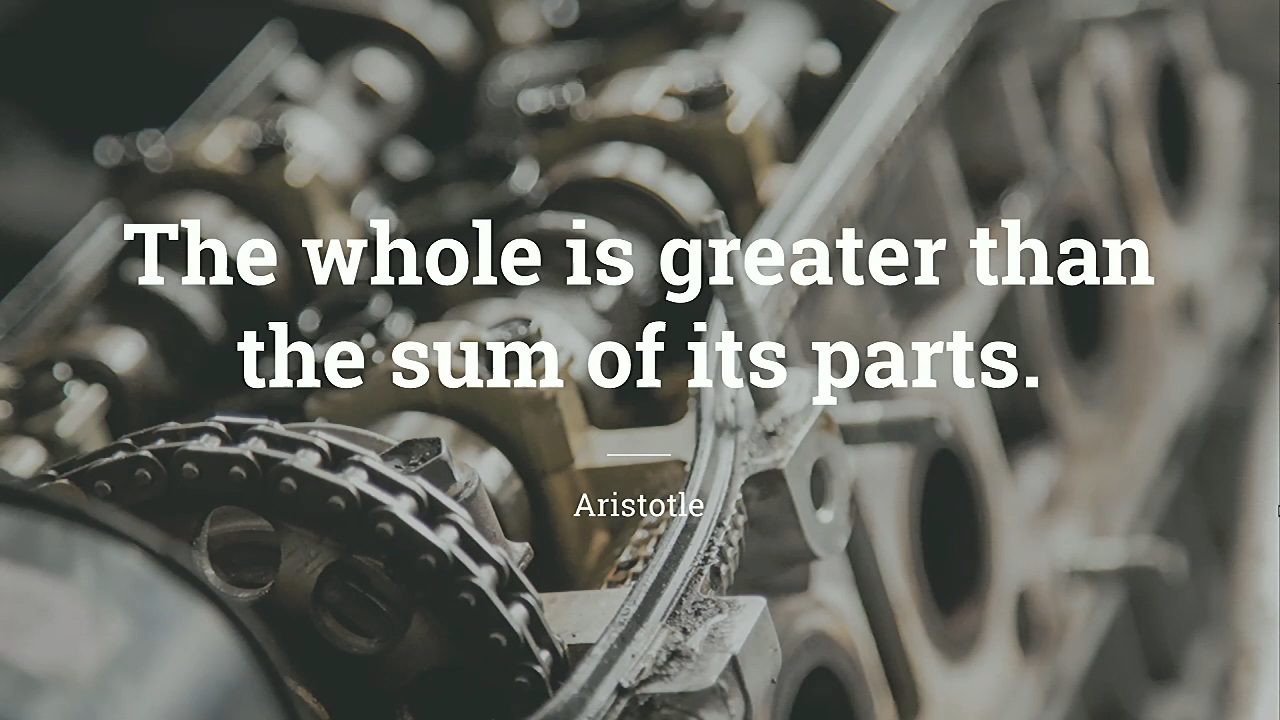 The whole is greater than
the sum of its parts.
Aristotle